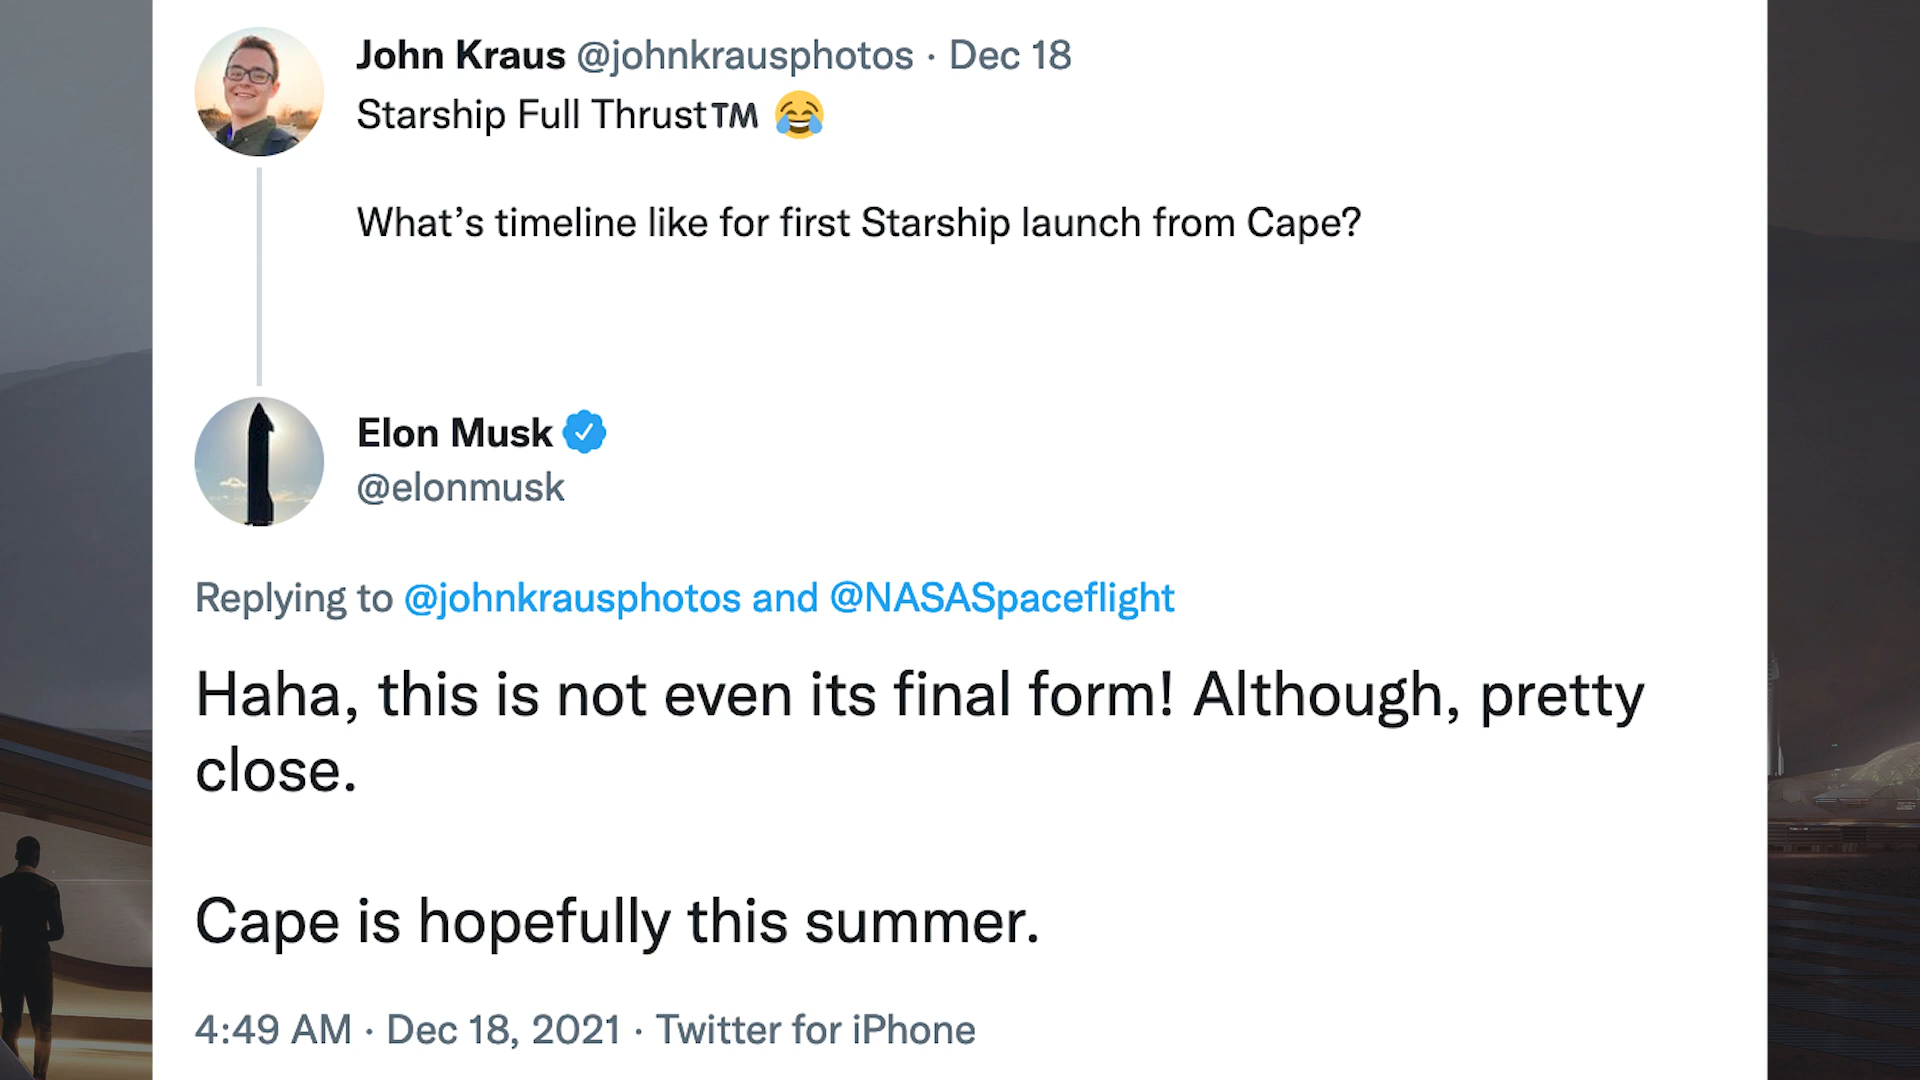 John Kraus @johnkrausphotos · Dec 18
Starship Full Thrust™ 😂
What’s timeline like for first Starship launch from Cape?
Elon Musk
@elonmusk
Replying to @johnkrausphotos and @NASASpaceflight
Haha, this is not even its final form! Although, pretty
close.
Cape is hopefully this summer.
4:49 AM · Dec 18, 2021 · Twitter for iPhone